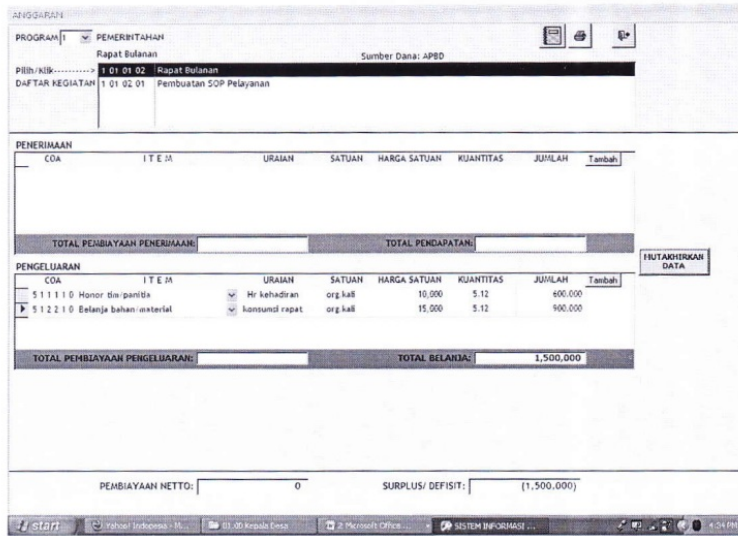 ANGGARAN
PROGRAM 1 PEMERINTAHAN
Rapat Bulanan
Sumber Dana: APBD
Pilih/Klik----------> 1 01 01 02 Rapat Bulanan
DAFTAR KEGIATAN 1 01 02 01 Pembuatan SOP Pelayanan
PENERIMAAN
COA ITEM URAIAN SATUAN HARGA SATUAN KUANTITAS JUMLAH Tambah
TOTAL PEMBIAYAAN PENERIMAAN: TOTAL PENDAPATAN:
MUTAKHIRKAN DATA
PENGELUARAN
COA ITEM URAIAN SATUAN HARGA SATUAN KUANTITAS JUMLAH Tambah
5 1 1 1 1 0 Honor tim/panitia Hr kehadiran org.kali 10,000 5.12 600.000
5 1 2 2 1 0 Belanja bahan/material konsumsi rapat org.kali 15,000 5.12 900.000
TOTAL PEMBIAYAAN PENGELUARAN: TOTAL BELANJA: 1,500,000
PEMBIAYAAN NETTO: 0 SURPLUS/ DEFISIT: (1,500,000)
start Yahoo! Indonesia - M... 01.00 Kepala Desa 2 Microsoft Office ... SISTEM INFORMASI ... 4:34 PM